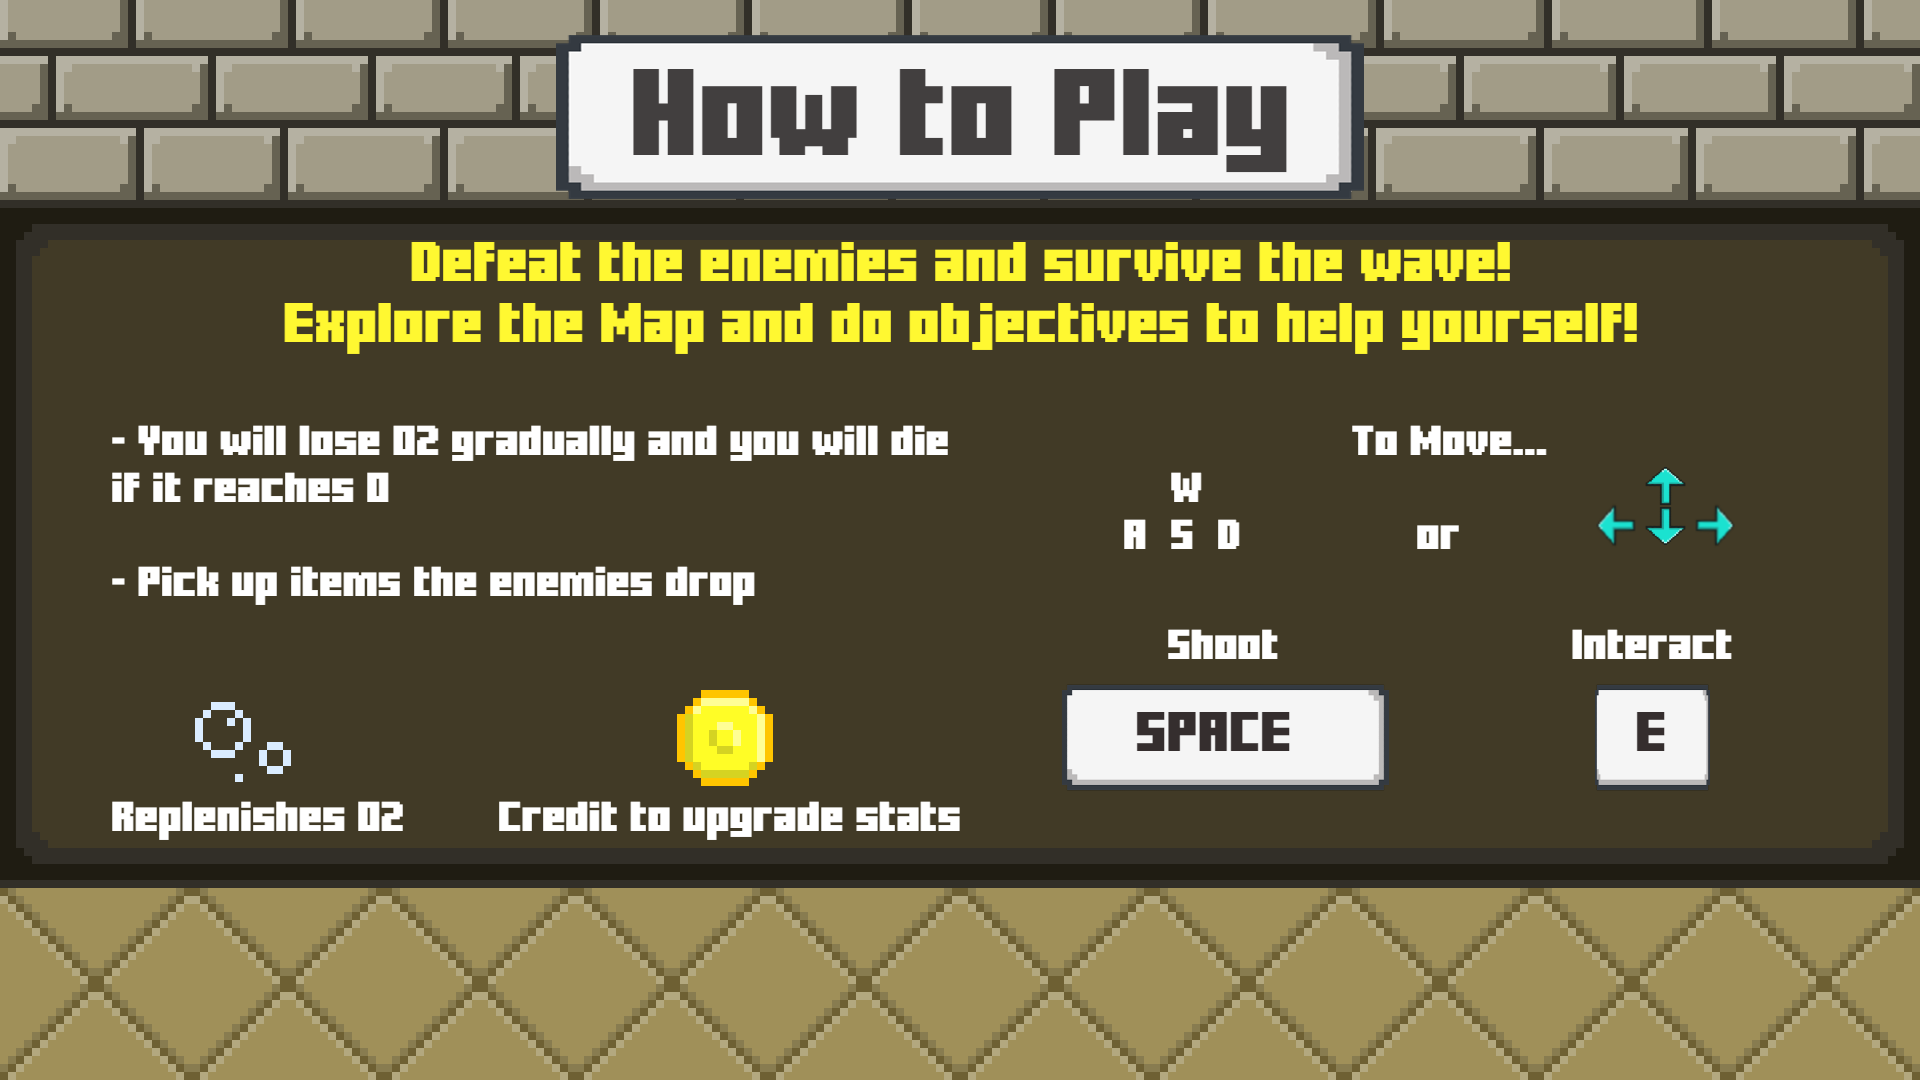 How to Play
Defeat the enemies and survive the wave!
Explore the Map and do objectives to help yourself!
- You will lose O2 gradually and you will die
if it reaches 0
- Pick up items the enemies drop
Replenishes O2
Credit to upgrade stats
To Move...
W
A S D
or
Shoot
Interact
SPACE
E